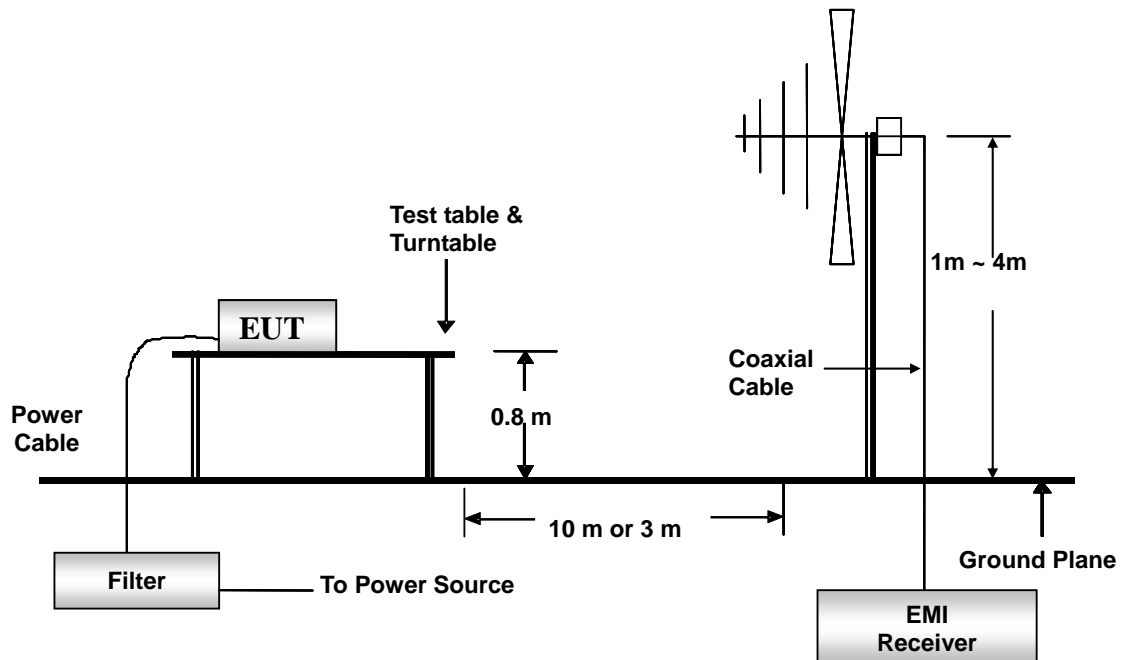 Test table &
Turntable
1m ~ 4m
EUT
Coaxial
Cable
0.8 m
Power
Cable
10 m or 3 m
Ground Plane
Filter
To Power Source
EMI
Receiver